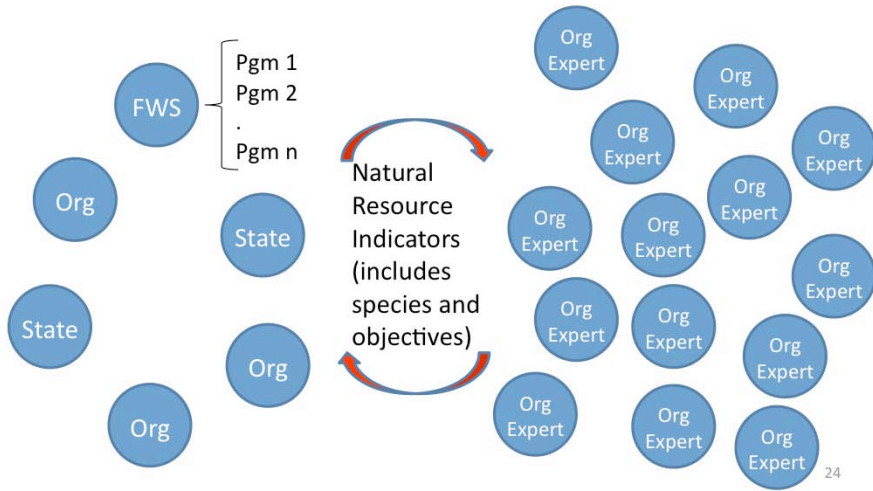 FWS
Pgm 1
Pgm 2
.
Pgm n
Org
State
State
Org
Org
Natural
Resource
Indicators
(includes
species and
objectives)
Org
Expert
Org
Expert
Org
Expert
Org
Expert
Org
Expert
Org
Expert
Org
Expert
Org
Expert
Org
Expert
Org
Expert
Org
Expert
Org
Expert
Org
Expert
Org
Expert
24